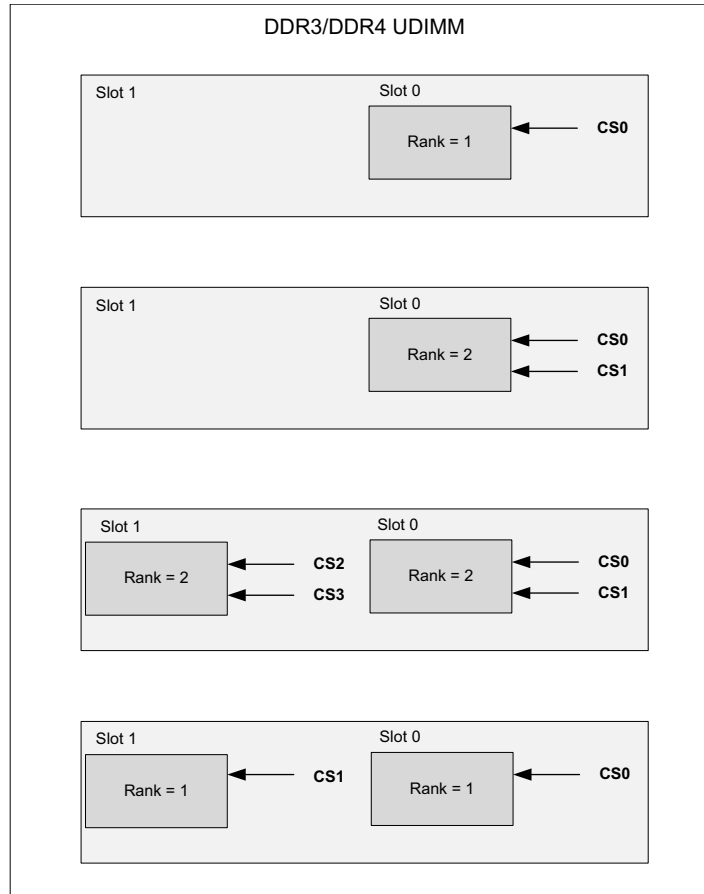 DDR3/DDR4 UDIMM
Slot 1
Slot 0
Rank = 1
CS0
Slot 1
Slot 0
Rank = 2
CS0
CS1
Slot 1
Slot 0
Rank = 2
CS2
CS3
Rank = 2
CS0
CS1
Slot 1
Slot 0
Rank = 1
CS1
Rank = 1
CS0